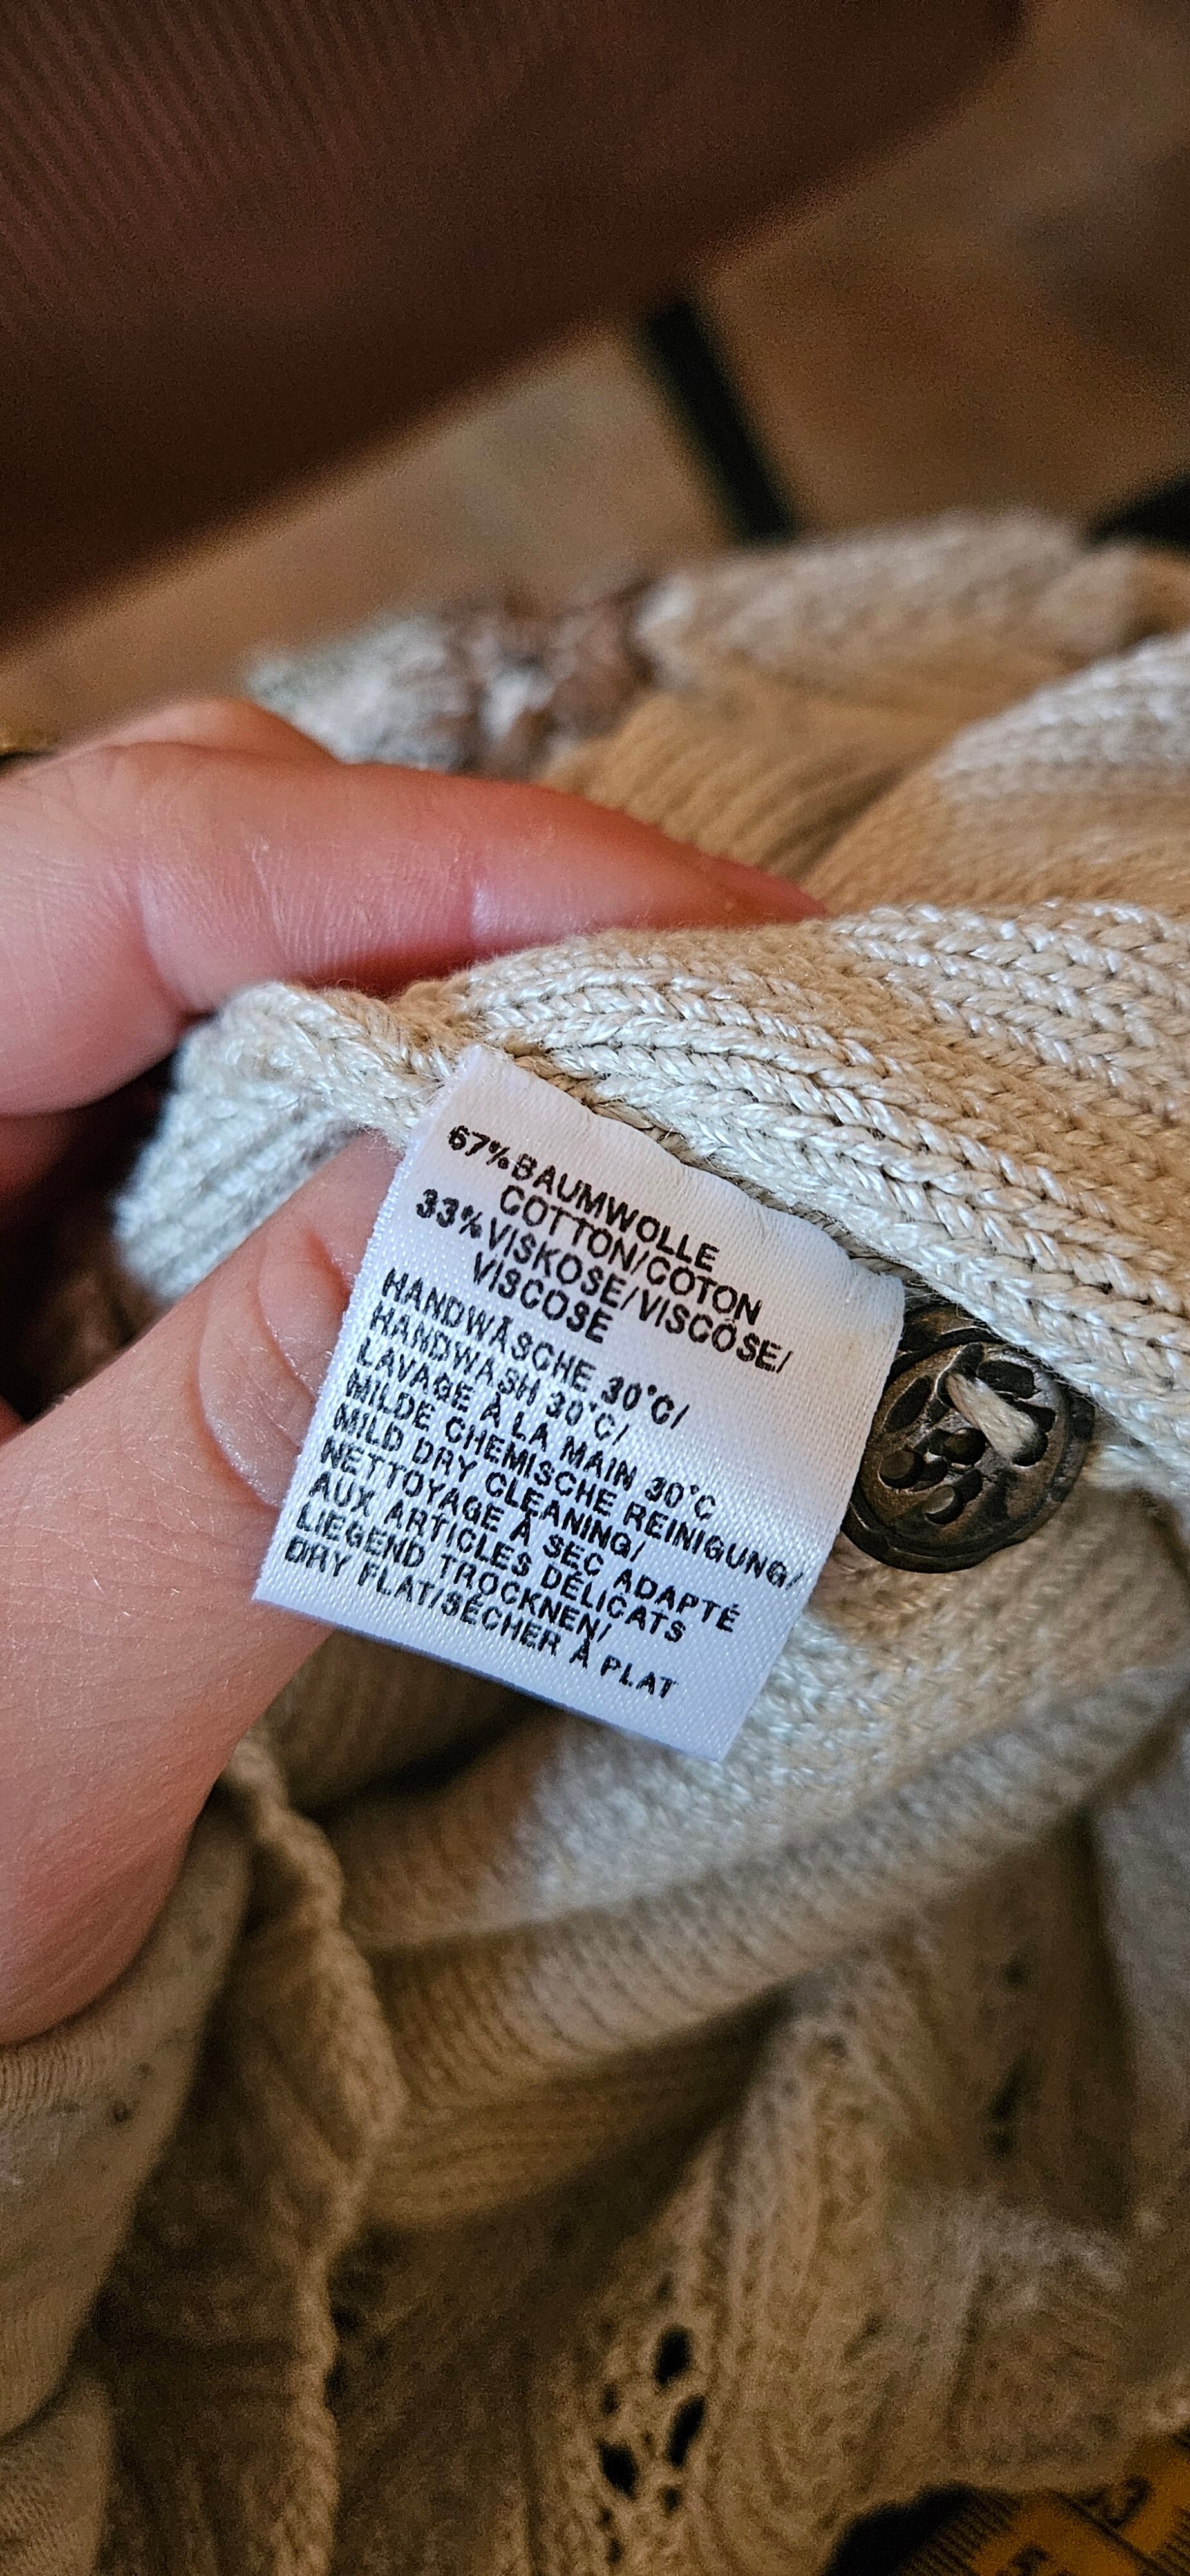 67%BAUMWOLLE
COTTON/COTON
33%VISKOSE/VISCOSE/
VISCOSE
HANDWÄSCHE 30°C/
HANDWASH 30°C/
LAVAGE À LA MAIN 30°C
MILDE CHEMISCHE REINIGUNG/
MILD DRY CLEANING/
NETTOYAGE À SEC ADAPTÉ
AUX ARTICLES DÉLICATS
LIEGEND TROCKNEN/
DRY FLAT/SÉCHER À PLAT